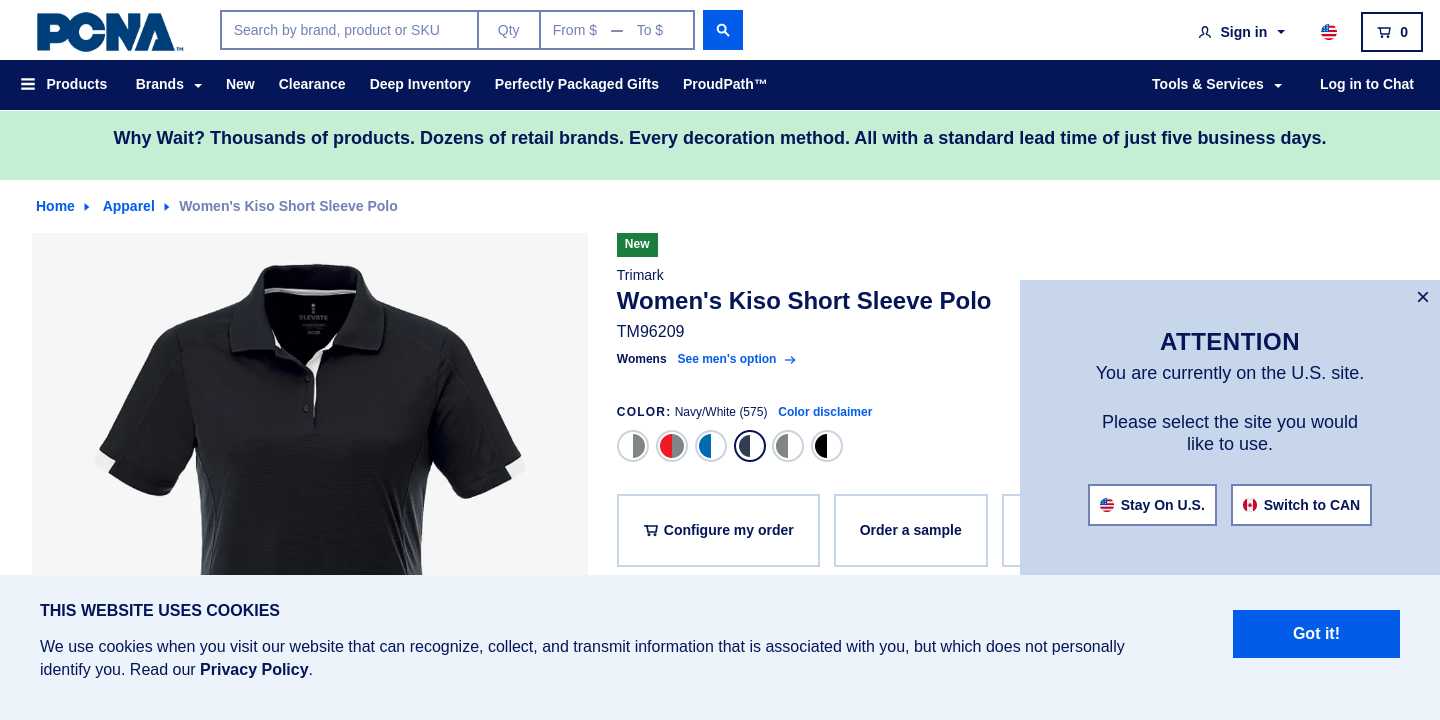 PCNA™
Search by brand, product or SKU
Qty
From $ — To $
Sign in
0
Products
Brands
New
Clearance
Deep Inventory
Perfectly Packaged Gifts
ProudPath™
Tools & Services
Log in to Chat
Why Wait? Thousands of products. Dozens of retail brands. Every decoration method. All with a standard lead time of just five business days.
Home
Apparel
Women's Kiso Short Sleeve Polo
ELEVATE
New
Trimark
Women's Kiso Short Sleeve Polo
TM96209
Womens See men's option
COLOR: Navy/White (575) Color disclaimer
Configure my order
Order a sample
ATTENTION
You are currently on the U.S. site.
Please select the site you would
like to use.
Stay On U.S.
Switch to CAN
THIS WEBSITE USES COOKIES
We use cookies when you visit our website that can recognize, collect, and transmit information that is associated with you, but which does not personally
identify you. Read our Privacy Policy.
Got it!